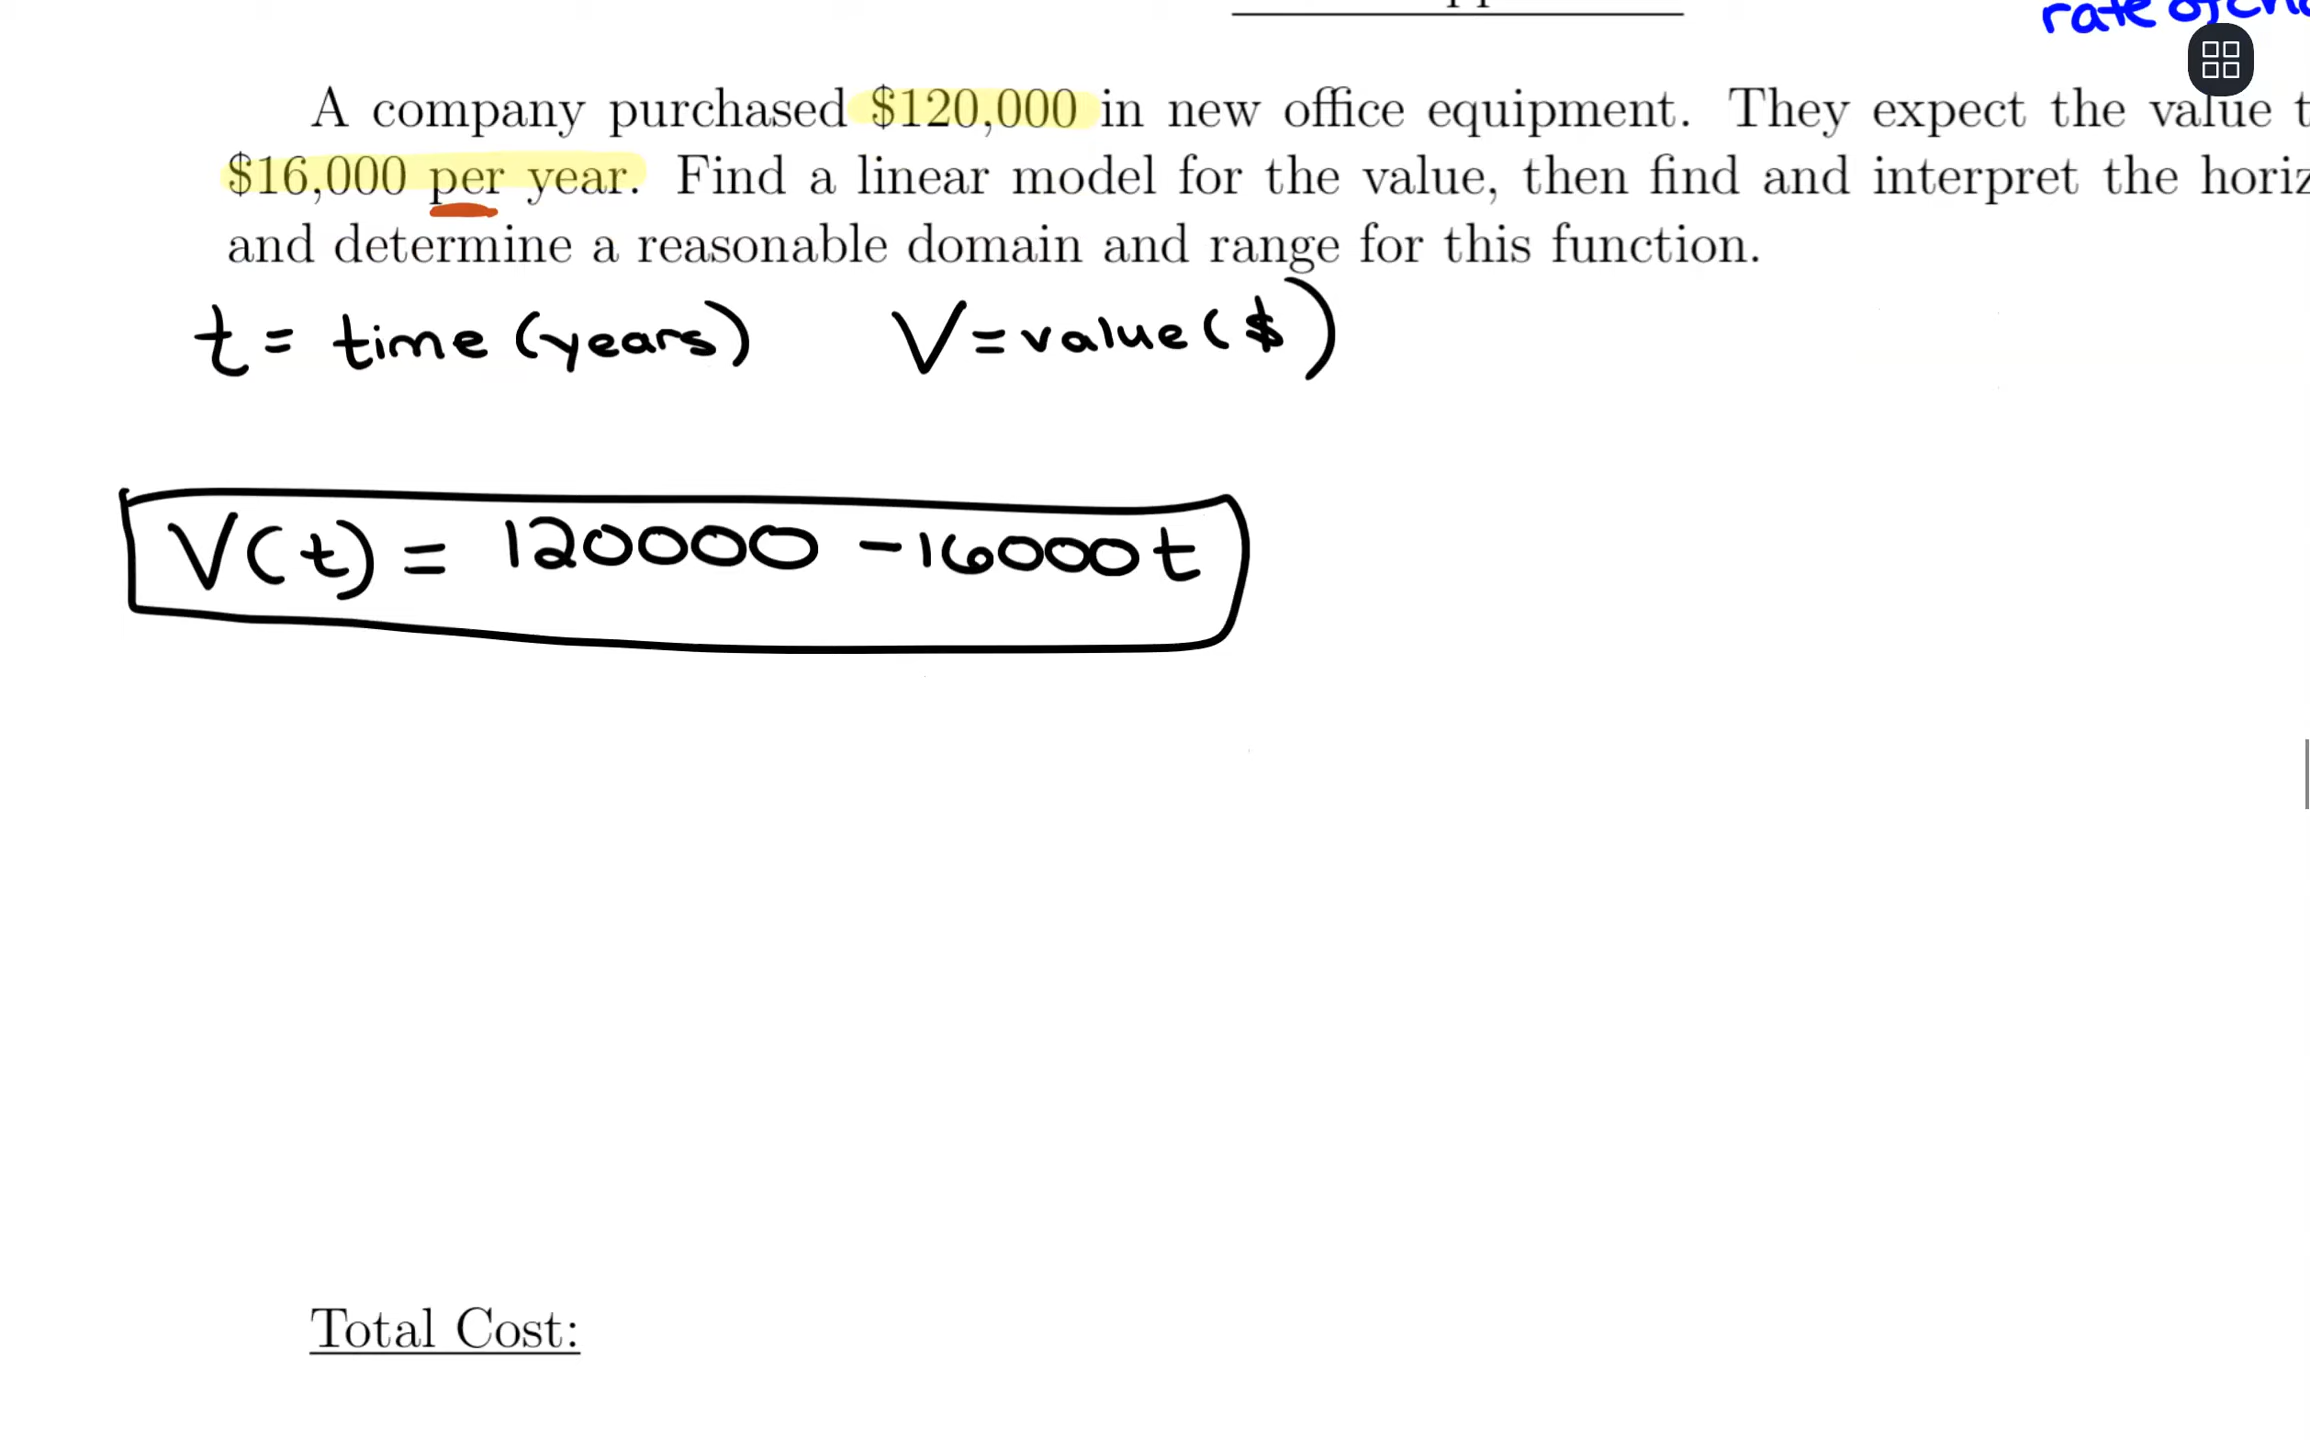 rate of
A company purchased $120,000 in new office equipment. They expect the value
$16,000 per year. Find a linear model for the value, then find and interpret the
and determine a reasonable domain and range for this function.
t = time (years) V = value ($)
V(t) = 120000 - 16000t
Total Cost: